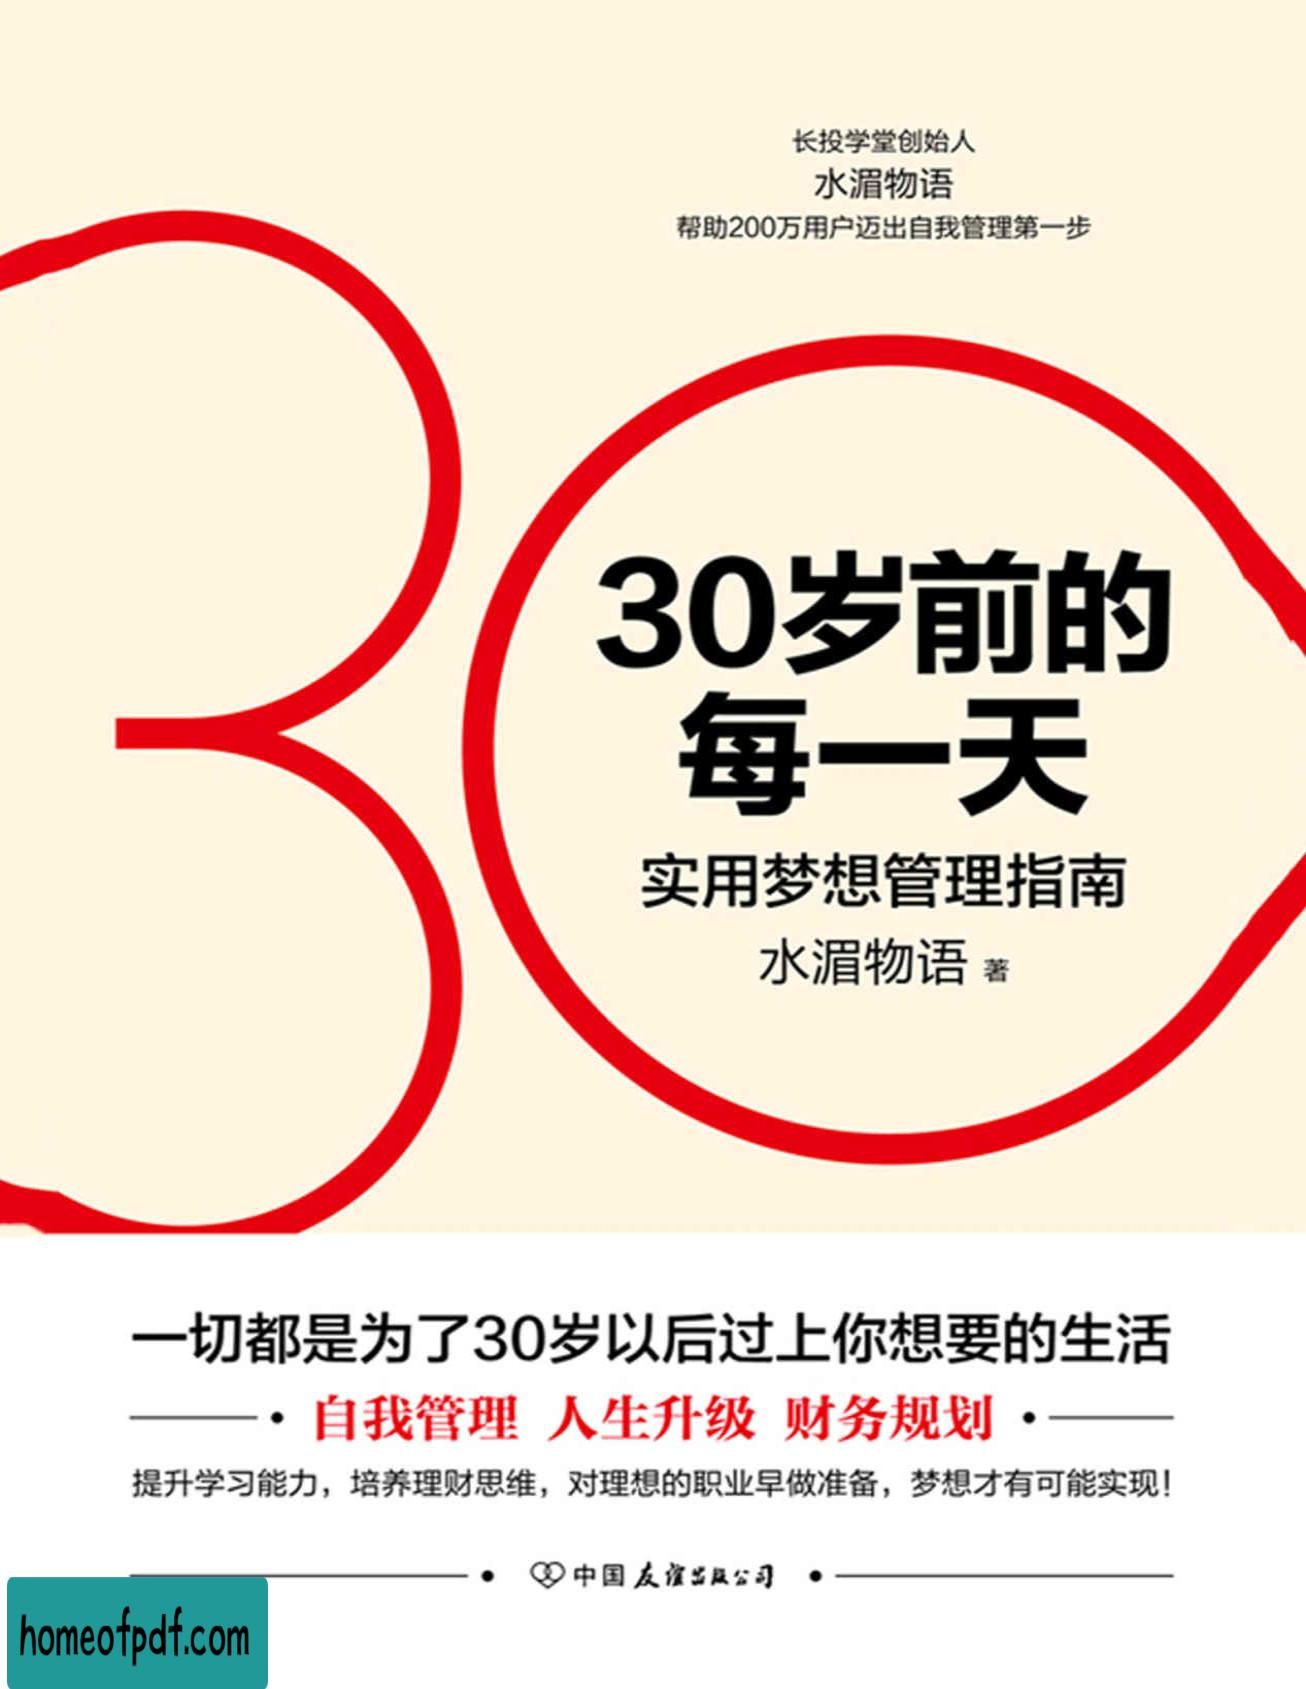 长投学堂创始人
水湄物语
帮助200万用户迈出自我管理第一步
30岁前的
每一天
实用梦想管理指南
水湄物语 著
一切都是为了30岁以后过上你想要的生活
自我管理 人生升级 财务规划
提升学习能力，培养理财思维，对理想的职业早做准备，梦想才有可能实现！
中国友谊出版公司
homeofpdf.com